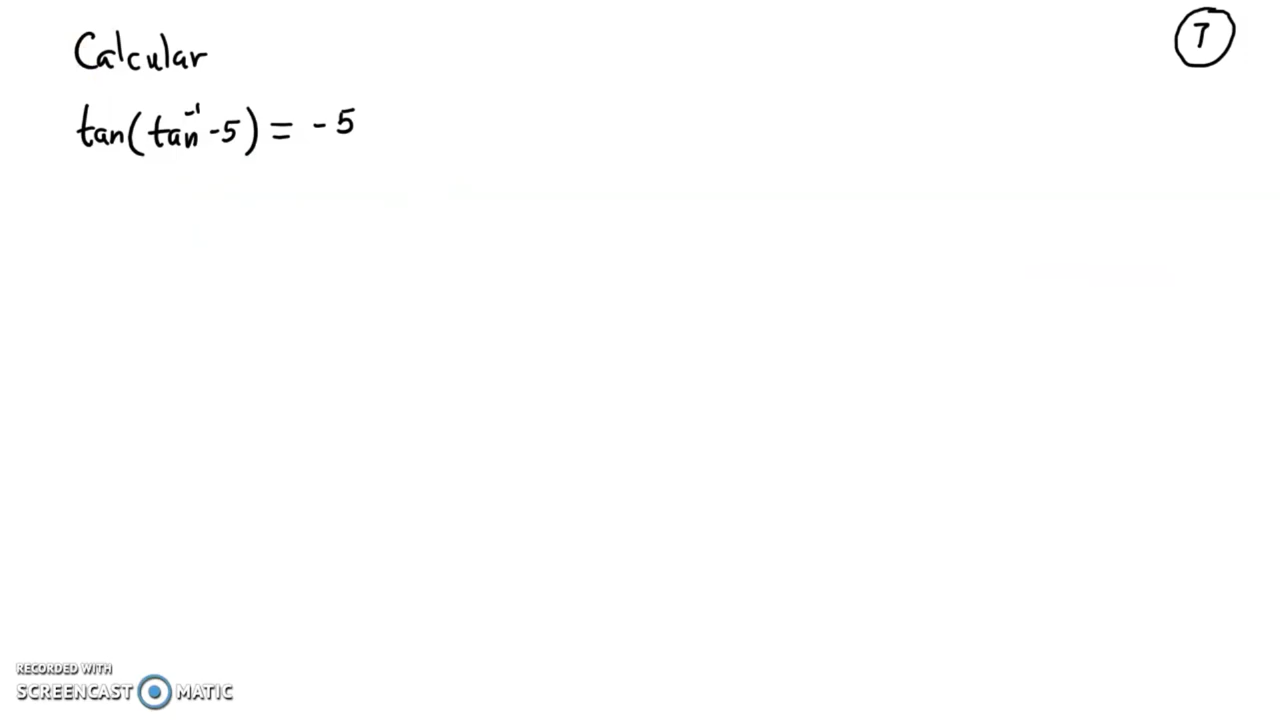 Calcular
7
tan(tan⁻¹ -5) = -5
RECORDED WITH
SCREENCAST MATIC